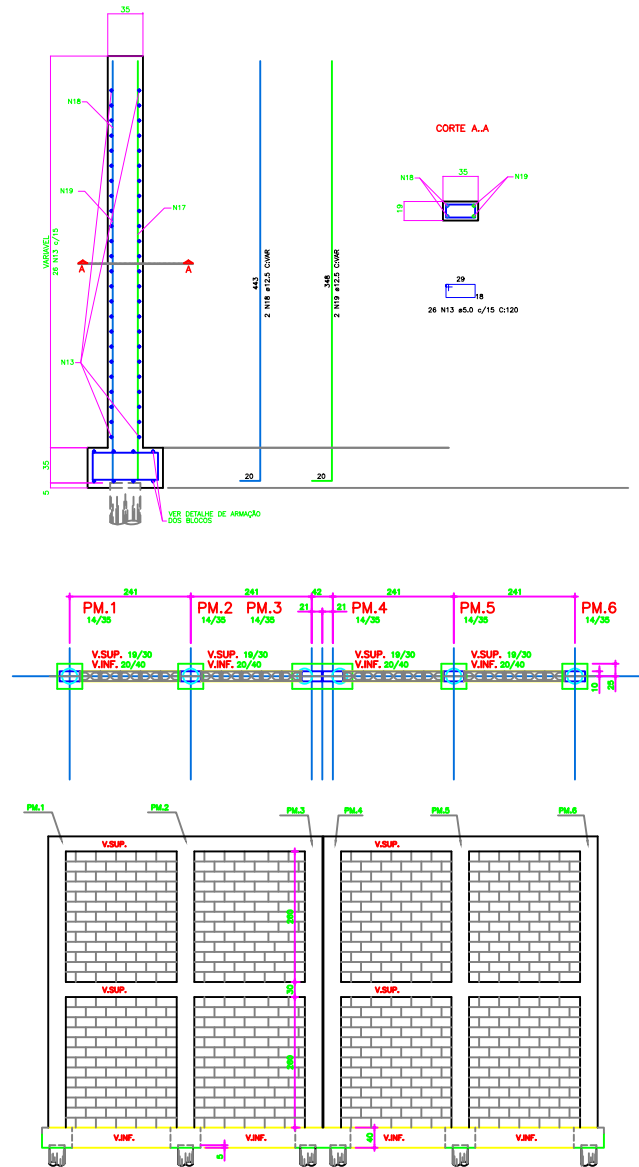 35
N18
N19
N17
VARIAVEL
26 N13 c/15
A A
N13
35
5
VER DETALHE DE ARMAÇÃO
DOS BLOCOS
443
2 N18 ø12.5 C:VAR
20
348
2 N19 ø12.5 C:VAR
20
CORTE A..A
35
N18
N19
19
29
18
26 N13 ø5.0 c/15 C:120
241 241 42 241 241
21 21
PM.1 PM.2 PM.3 PM.4 PM.5 PM.6
14/35 14/35 14/35 14/35 14/35 14/35
V.SUP. 19/30 V.SUP. 19/30 V.SUP. 19/30 V.SUP. 19/30
V.INF. 20/40 V.INF. 20/40 V.INF. 20/40 V.INF. 20/40
10
PM.1 PM.2 PM.3 PM.4 PM.5 PM.6
V.SUP. V.SUP.
30
V.SUP. V.SUP.
V.INF. V.INF. V.INF. V.INF.
40
5